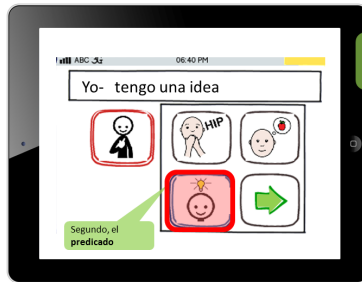 ABC 3G 06:40 PM
Yo- tengo una idea
HIP
Segundo, el
predicado